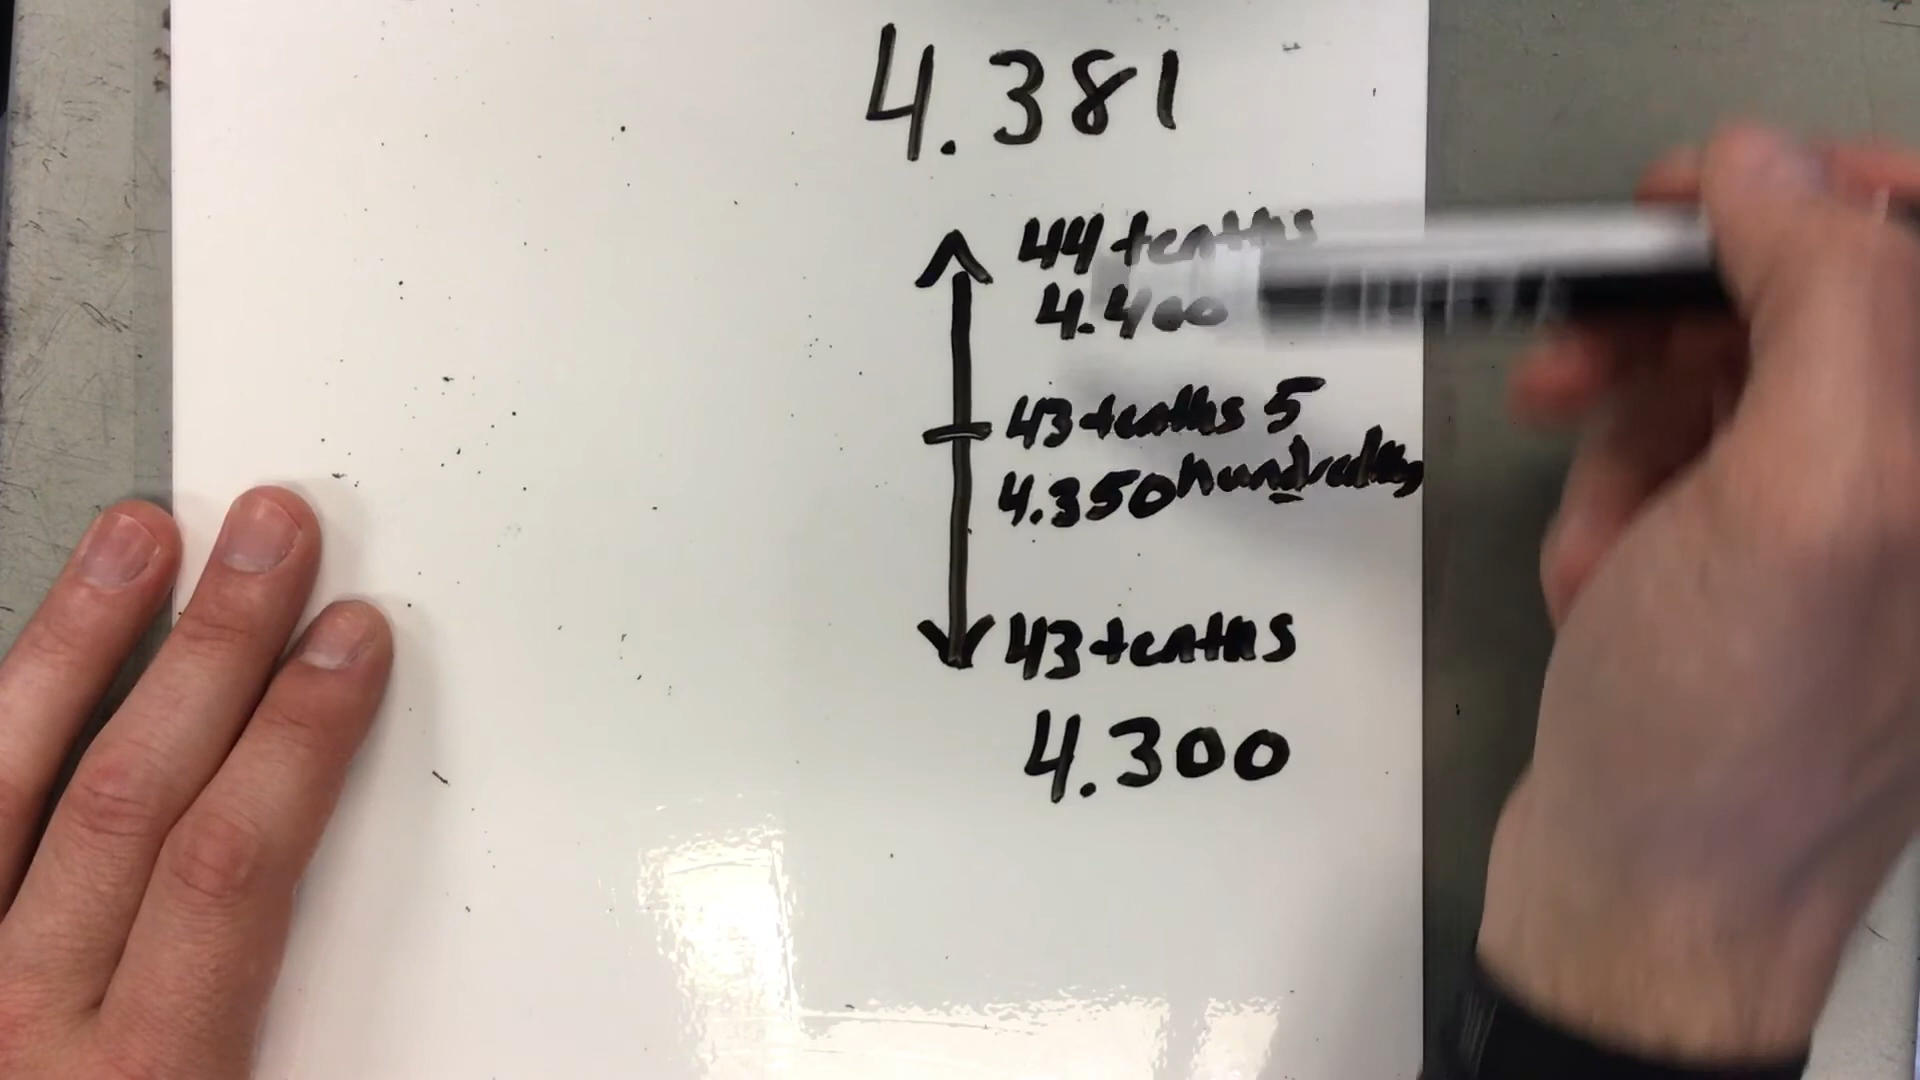 4.381
44 tenths
4.400
43 tenths 5
4.350 hundredths
43 tenths
4.300